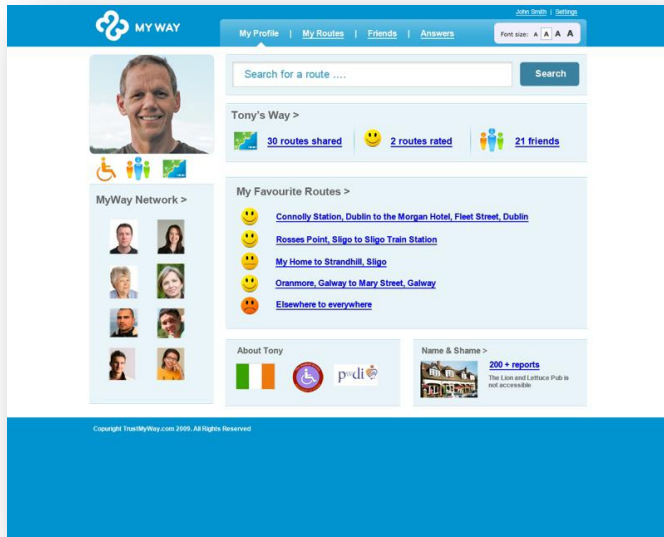 John Smith | Settings
MY WAY
My Profile | My Routes | Friends | Answers
Font size: A A A A
Search for a route ....
Search
Tony's Way >
30 routes shared
2 routes rated
21 friends
MyWay Network >
My Favourite Routes >
Connolly Station, Dublin to the Morgan Hotel, Fleet Street, Dublin
Rosses Point, Sligo to Sligo Train Station
My Home to Strandhill, Sligo
Oranmore, Galway to Mary Street, Galway
Elsewhere to everywhere
About Tony
pwdi
Name & Shame >
200 + reports
The Lion and Lettuce Pub is
not accessible
Copyright TrustMyWay.com 2009. All Rights Reserved